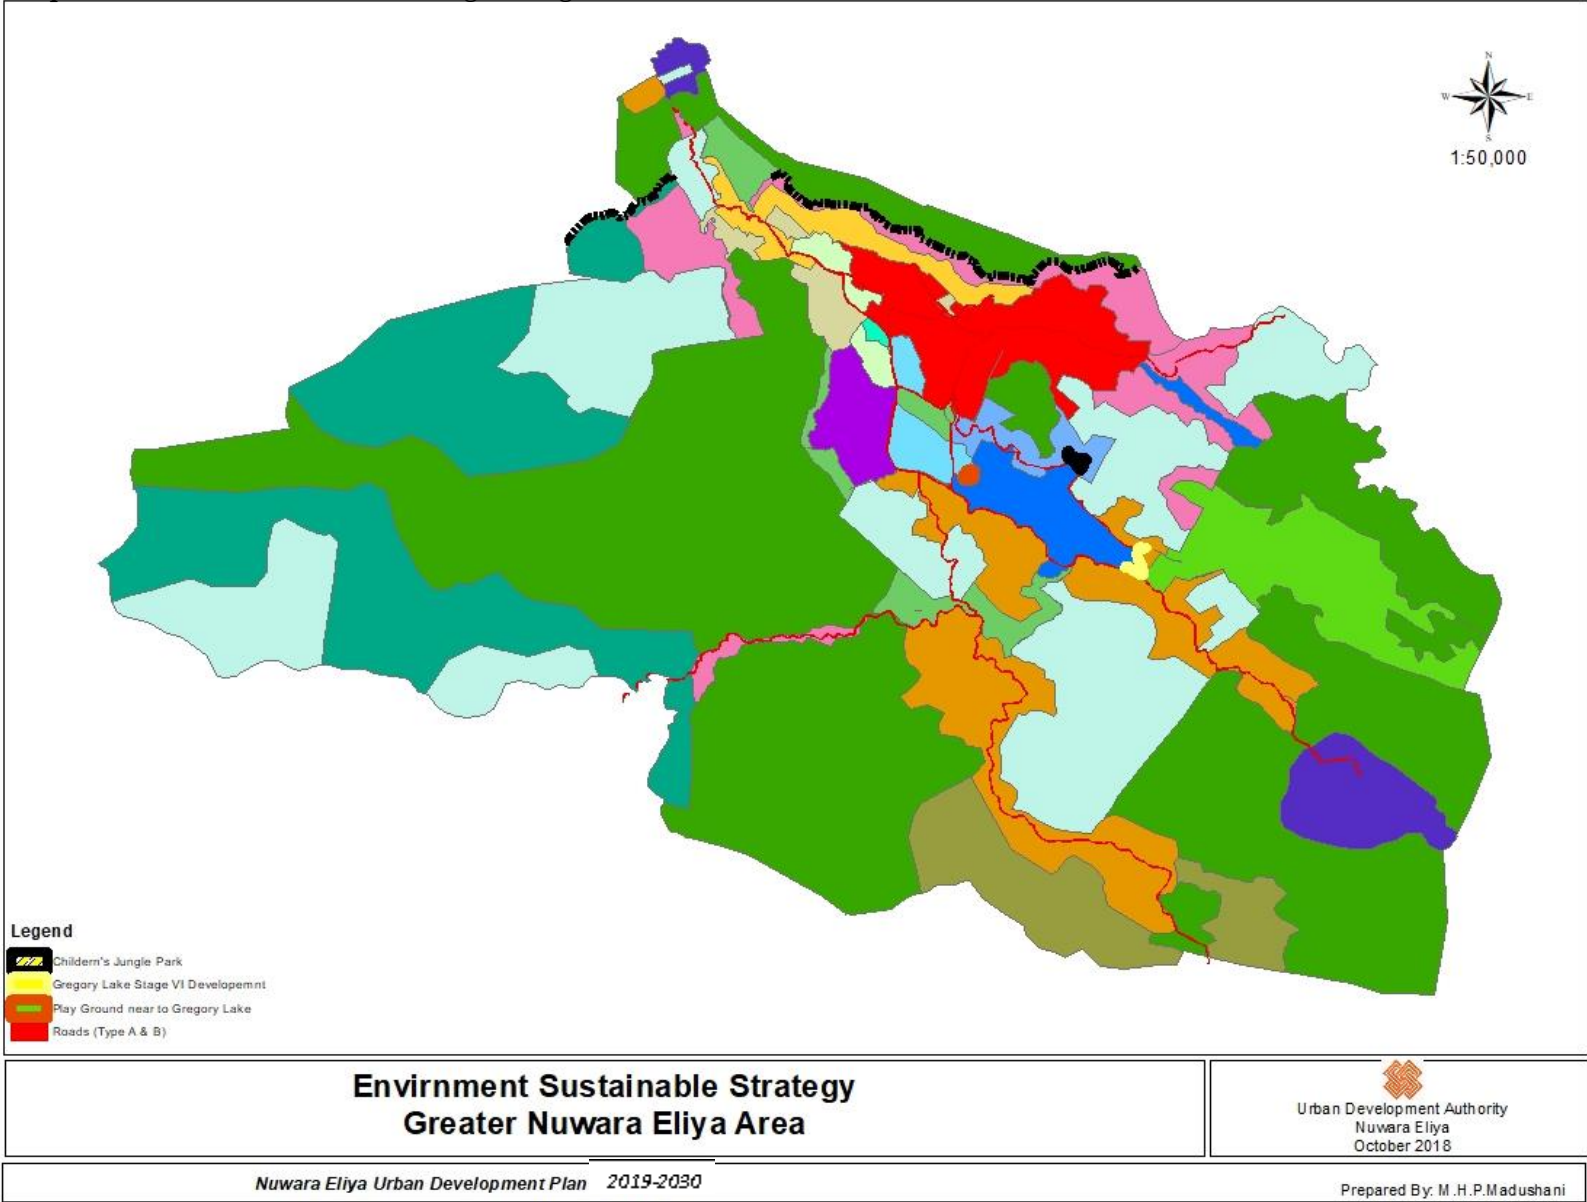 N
W
E
S
1:50,000
Legend
Childern's Jungle Park
Gregory Lake Stage VI Developemnt
Play Ground near to Gregory Lake
Roads (Type A & B)
Envirnment Sustainable Strategy
Greater Nuwara Eliya Area
Urban Development Authority
Nuwara Eliya
October 2018
Nuwara Eliya Urban Development Plan 2019-2030
Prepared By: M.H.P.Madushani